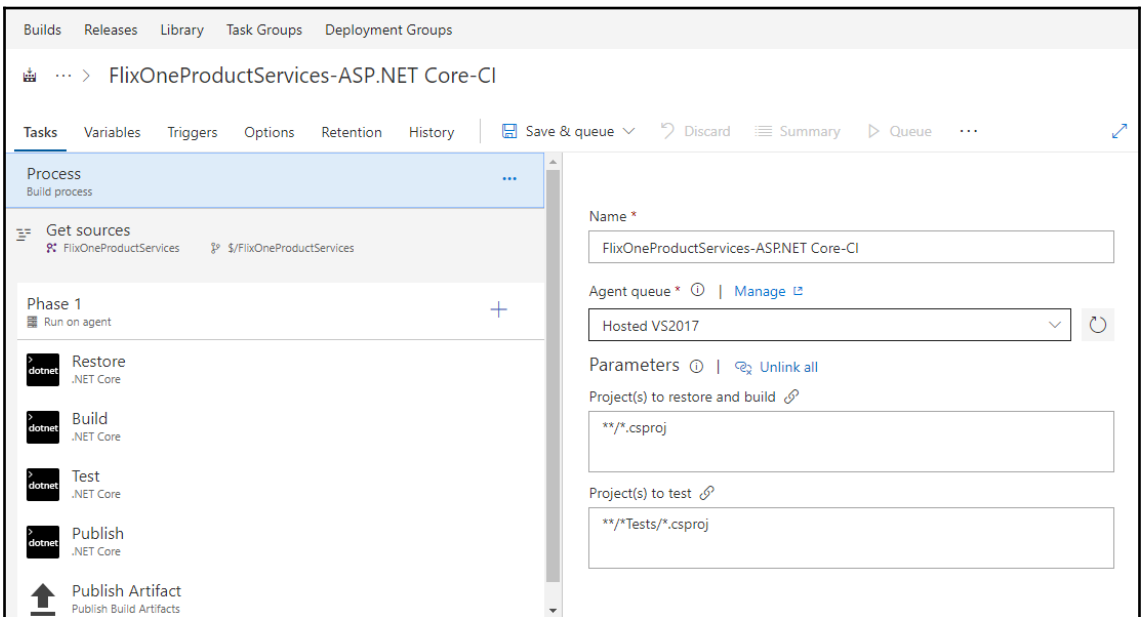 Builds Releases Library Task Groups Deployment Groups
... > FlixOneProductServices-ASP.NET Core-CI
Tasks Variables Triggers Options Retention History Save & queue Discard Summary Queue ...
Process
Build process
Get sources
FlixOneProductServices $/FlixOneProductServices
Phase 1
Run on agent
>
dotnet
Restore
.NET Core
>
dotnet
Build
.NET Core
>
dotnet
Test
.NET Core
>
dotnet
Publish
.NET Core
Publish Artifact
Publish Build Artifacts
Name *
FlixOneProductServices-ASP.NET Core-CI
Agent queue * | Manage
Hosted VS2017
Parameters | Unlink all
Project(s) to restore and build
**/*.csproj
Project(s) to test
**/*Tests/*.csproj